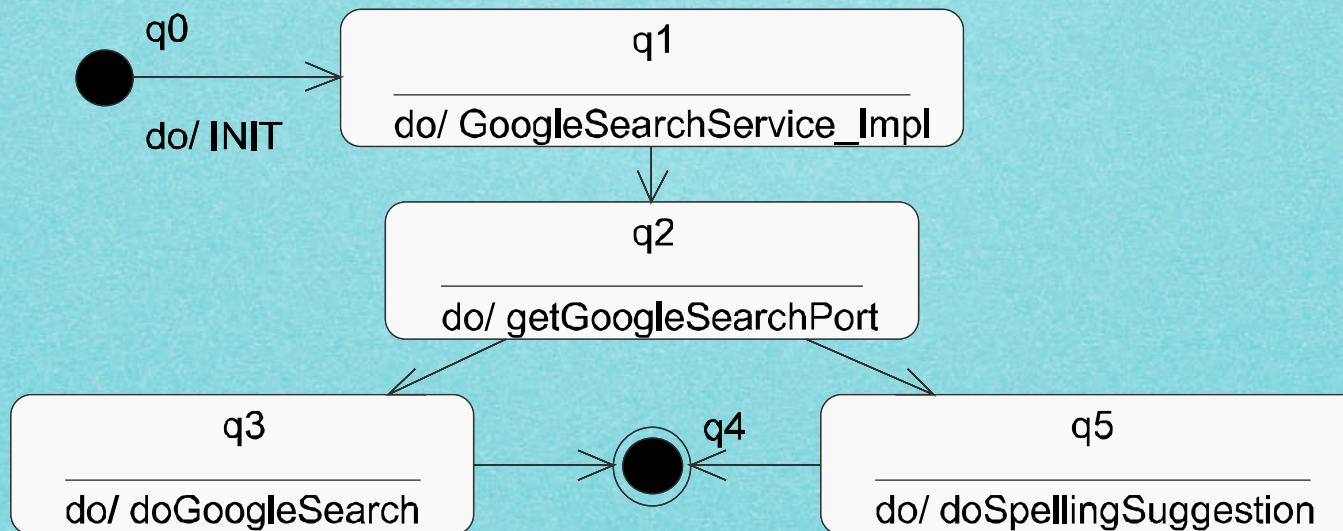 q0
do/ INIT
q1
do/ GoogleSearchService_Impl
q2
do/ getGoogleSearchPort
q3
do/ doGoogleSearch
q4
q5
do/ doSpellingSuggestion